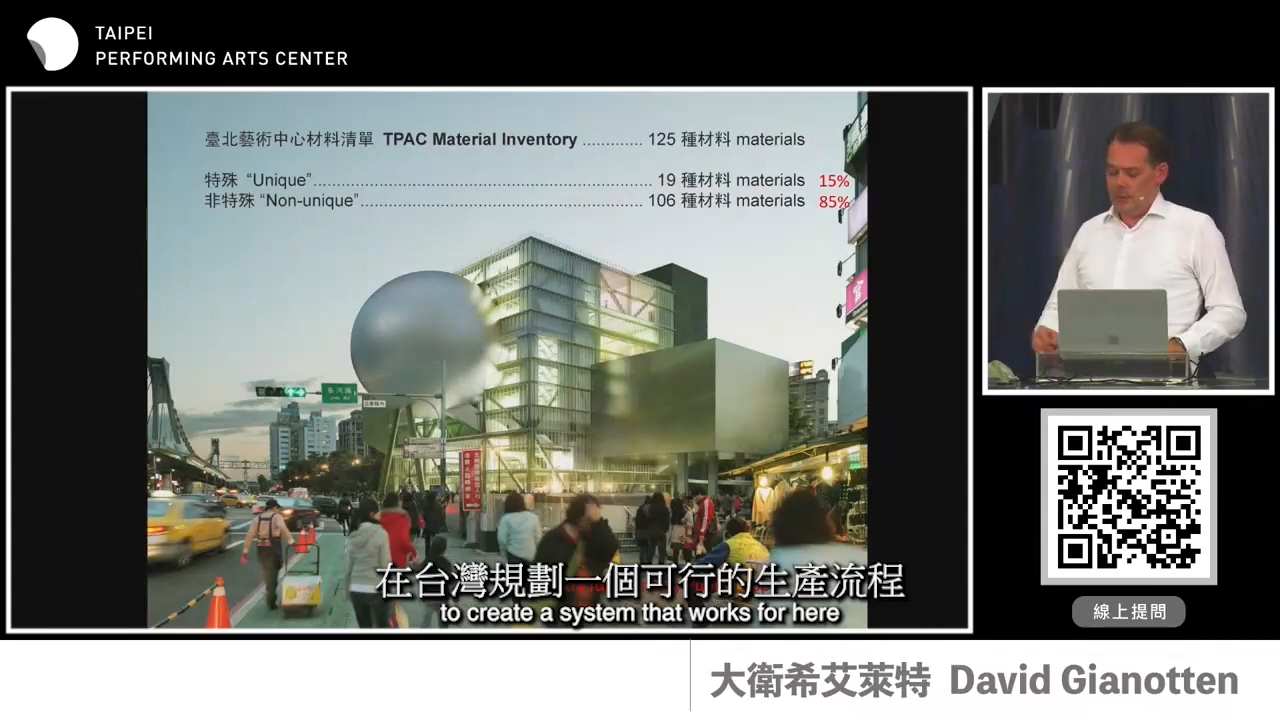 TAIPEI
PERFORMING ARTS CENTER
臺北藝術中心材料清單 TPAC Material Inventory ............. 125 種材料 materials
特殊 “Unique”......................................................................... 19 種材料 materials 15%
非特殊 “Non-unique”............................................................. 106 種材料 materials 85%
在台灣規劃一個可行的生產流程
to create a system that works for here
線上提問
大衛希艾萊特 David Gianotten